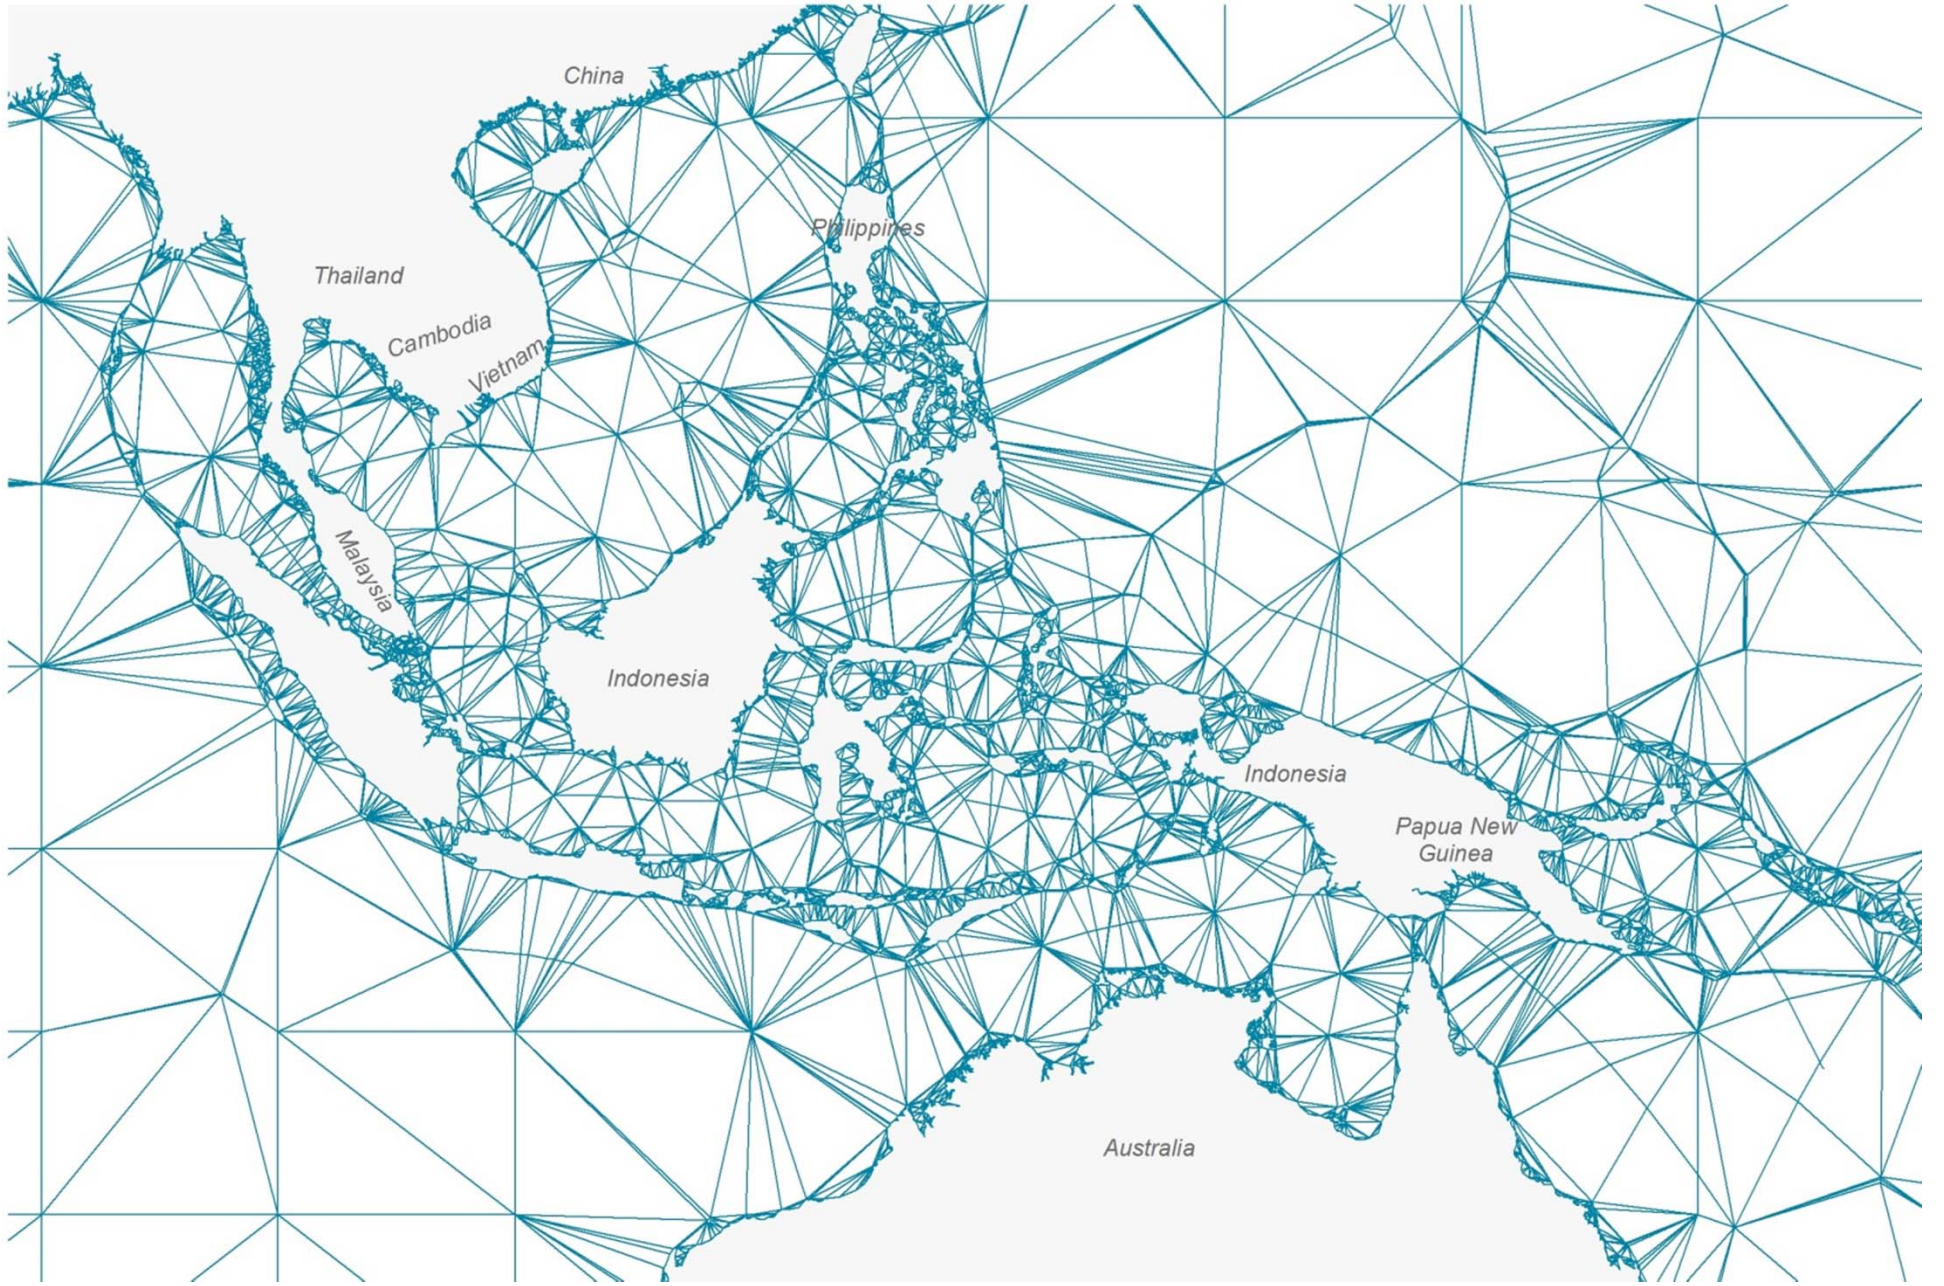 China
Philippines
Thailand
Cambodia
Vietnam
Malaysia
Indonesia
Indonesia
Papua New
Guinea
Australia